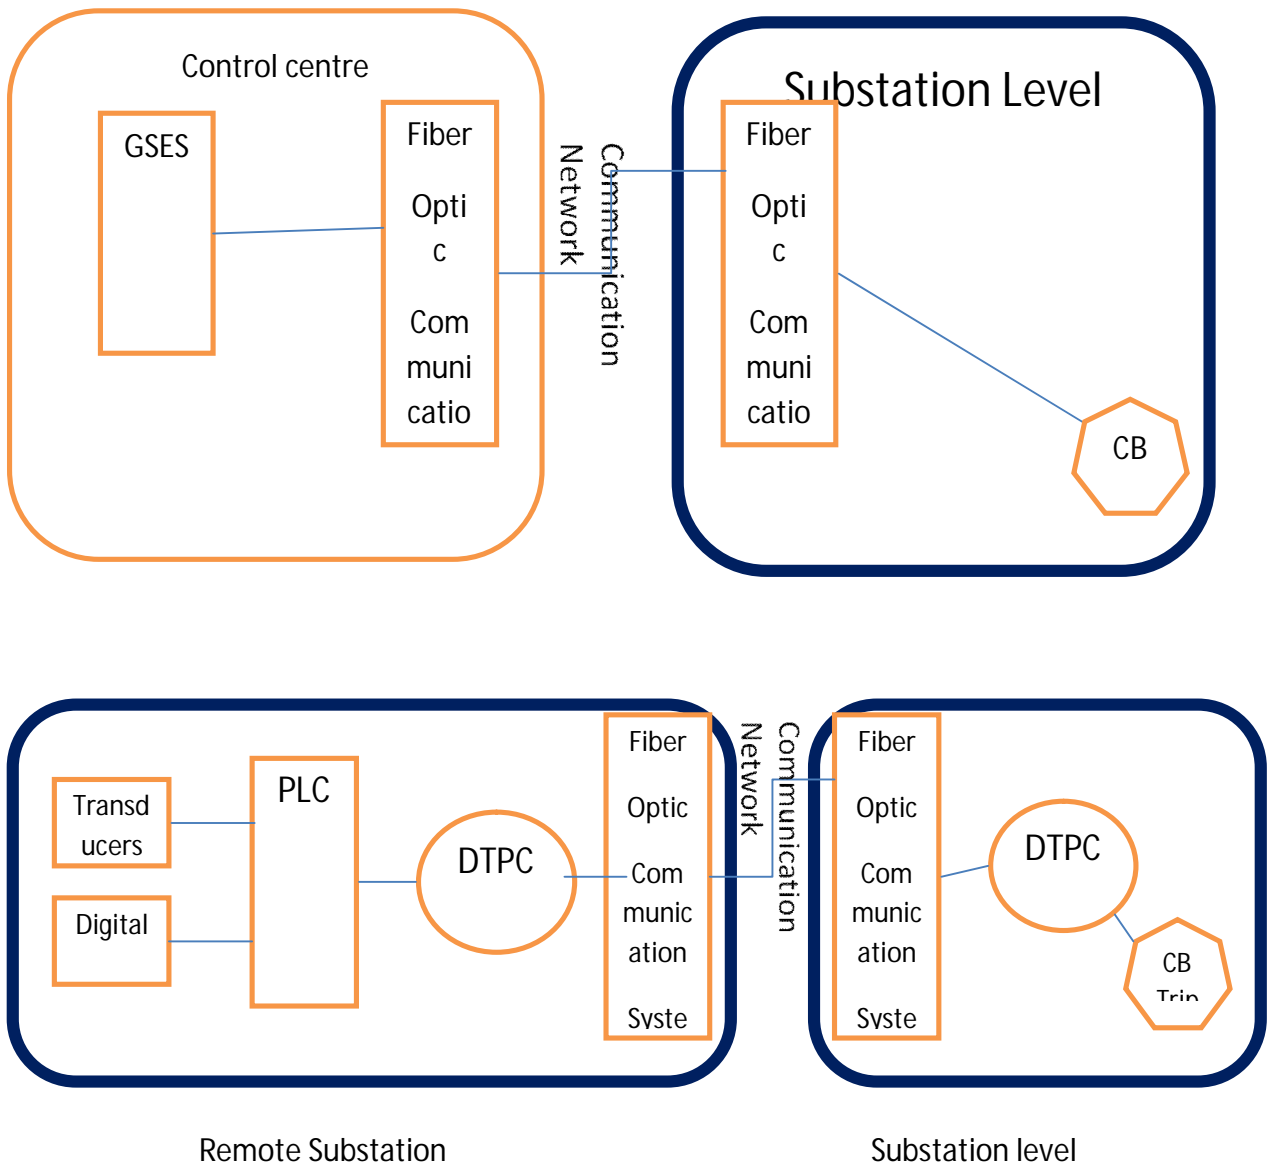 Control centre
GSES
Fiber
Opti
c
Com
muni
catio
Communication
Network
Substation Level
Fiber
Opti
c
Com
muni
catio
CB
Transd
ucers
Digital
PLC
DTPC
Fiber
Optic
Com
munic
ation
Syste
Communication
Network
Fiber
Optic
Com
munic
ation
Syste
DTPC
CB
Trip
Remote Substation
Substation level